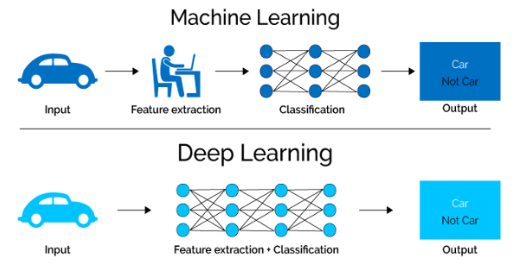 Machine Learning
Car
Not Car
Input
Feature extraction
Classification
Output
Deep Learning
Car
Not Car
Input
Feature extraction + Classification
Output